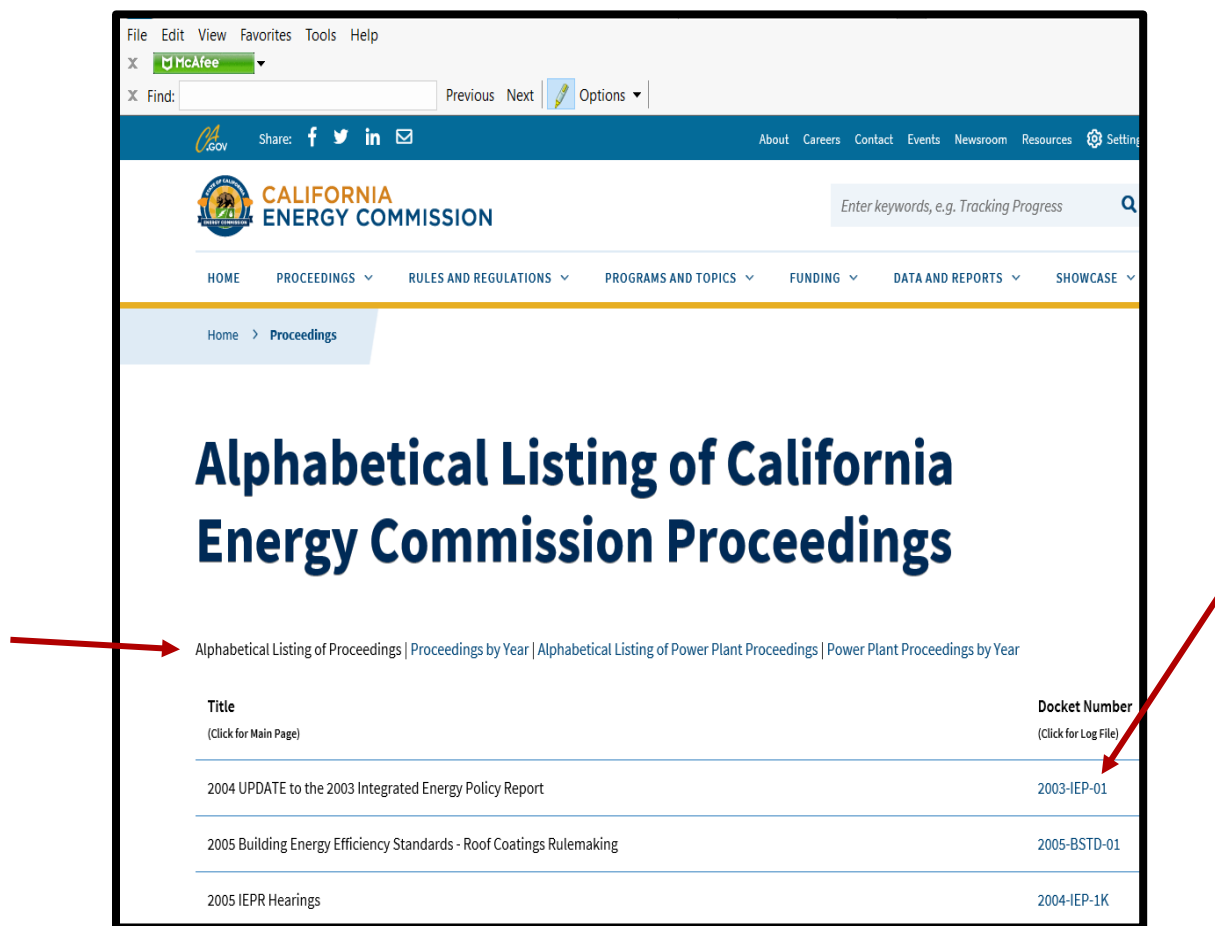 File Edit View Favorites Tools Help
X McAfee
X Find: Previous Next Options
CA .GOV Share: About Careers Contact Events Newsroom Resources Setting
CALIFORNIA
ENERGY COMMISSION
Enter keywords, e.g. Tracking Progress
HOME PROCEEDINGS RULES AND REGULATIONS PROGRAMS AND TOPICS FUNDING DATA AND REPORTS SHOWCASE
Home > Proceedings
Alphabetical Listing of California
Energy Commission Proceedings
Alphabetical Listing of Proceedings | Proceedings by Year | Alphabetical Listing of Power Plant Proceedings | Power Plant Proceedings by Year
Title Docket Number
(Click for Main Page) (Click for Log File)
2004 UPDATE to the 2003 Integrated Energy Policy Report 2003-IEP-01
2005 Building Energy Efficiency Standards - Roof Coatings Rulemaking 2005-BSTD-01
2005 IEPR Hearings 2004-IEP-1K